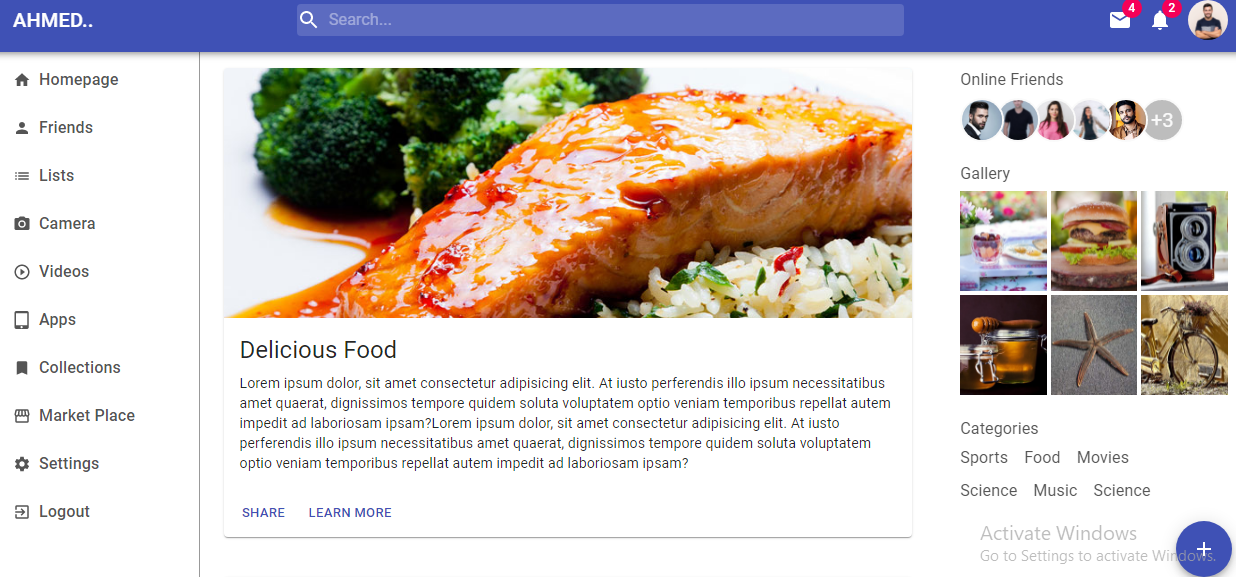 AHMED..
Search...
4
2
Homepage
Friends
Lists
Camera
Videos
Apps
Collections
Market Place
Settings
Logout
Delicious Food
Lorem ipsum dolor, sit amet consectetur adipisicing elit. At iusto perferendis illo ipsum necessitatibus
amet quaerat, dignissimos tempore quidem soluta voluptatem optio veniam temporibus repellat autem
impedit ad laboriosam ipsam?Lorem ipsum dolor, sit amet consectetur adipisicing elit. At iusto
perferendis illo ipsum necessitatibus amet quaerat, dignissimos tempore quidem soluta voluptatem
optio veniam temporibus repellat autem impedit ad laboriosam ipsam?
SHARE LEARN MORE
Online Friends
+3
Gallery
Categories
Sports Food Movies
Science Music Science
Activate Windows
Go to Settings to activate Windows.
+